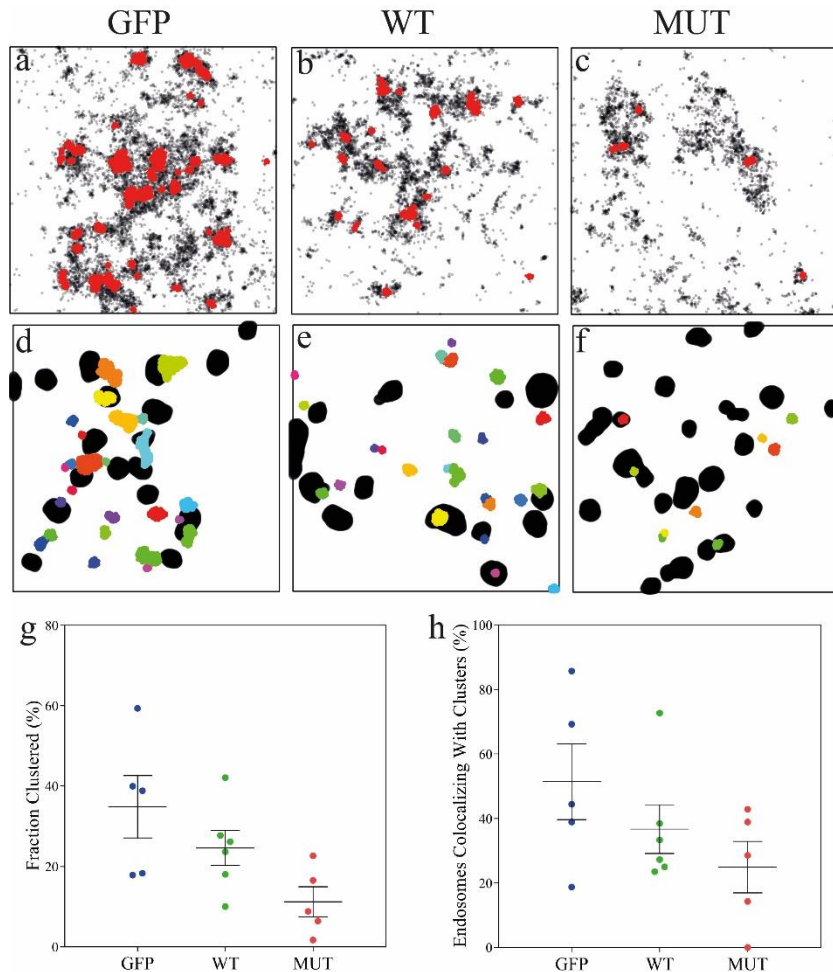 GFP WT MUT
a b c
d e f
g
Fraction Clustered (%)
80
60
40
20
0
GFP WT MUT
h
Endosomes Colocalizing With Clusters (%)
100
80
60
40
20
0
GFP WT MUT